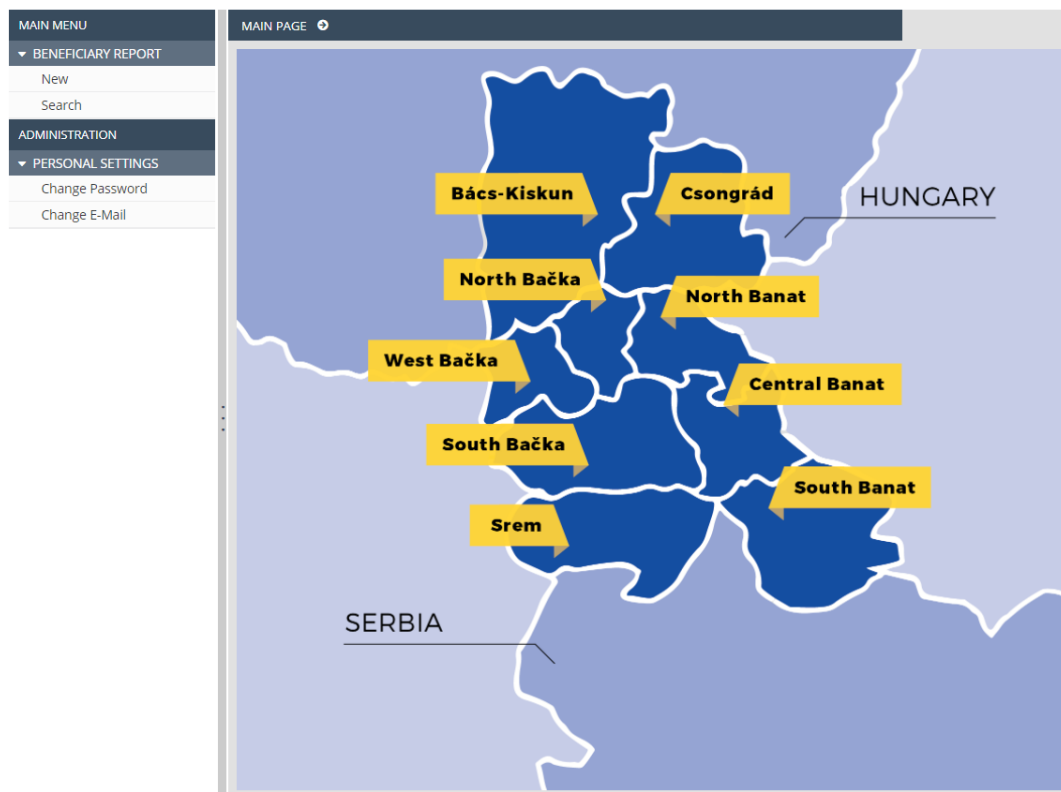 MAIN MENU
BENEFICIARY REPORT
New
Search
ADMINISTRATION
PERSONAL SETTINGS
Change Password
Change E-Mail
MAIN PAGE
Bács-Kiskun
Csongrád
HUNGARY
North Bačka
North Banat
West Bačka
Central Banat
South Bačka
South Banat
Srem
SERBIA